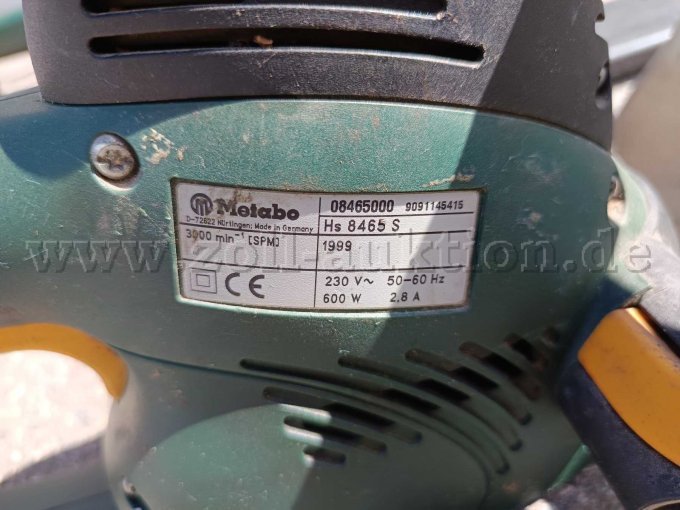 Metabo
D-72622 Nürtingen; Made in Germany
3000 min⁻¹ [SPM]
CE
08465000 9091145415
Hs 8465 S
1999
230 V~ 50-60 Hz
600 W 2,8 A
www.zoll-auktion.de